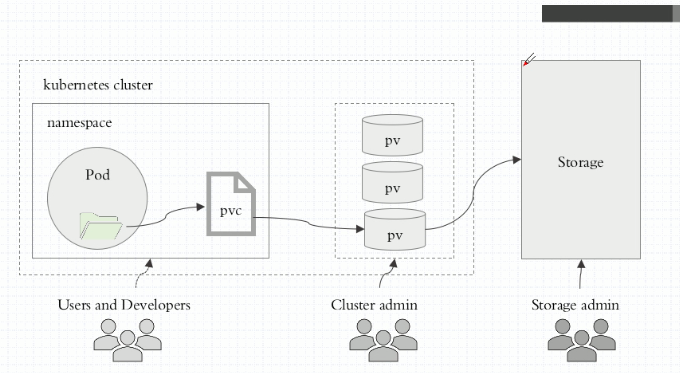 kubernetes cluster
namespace
Pod
pvc
pv
pv
pv
Storage
Users and Developers
Cluster admin
Storage admin